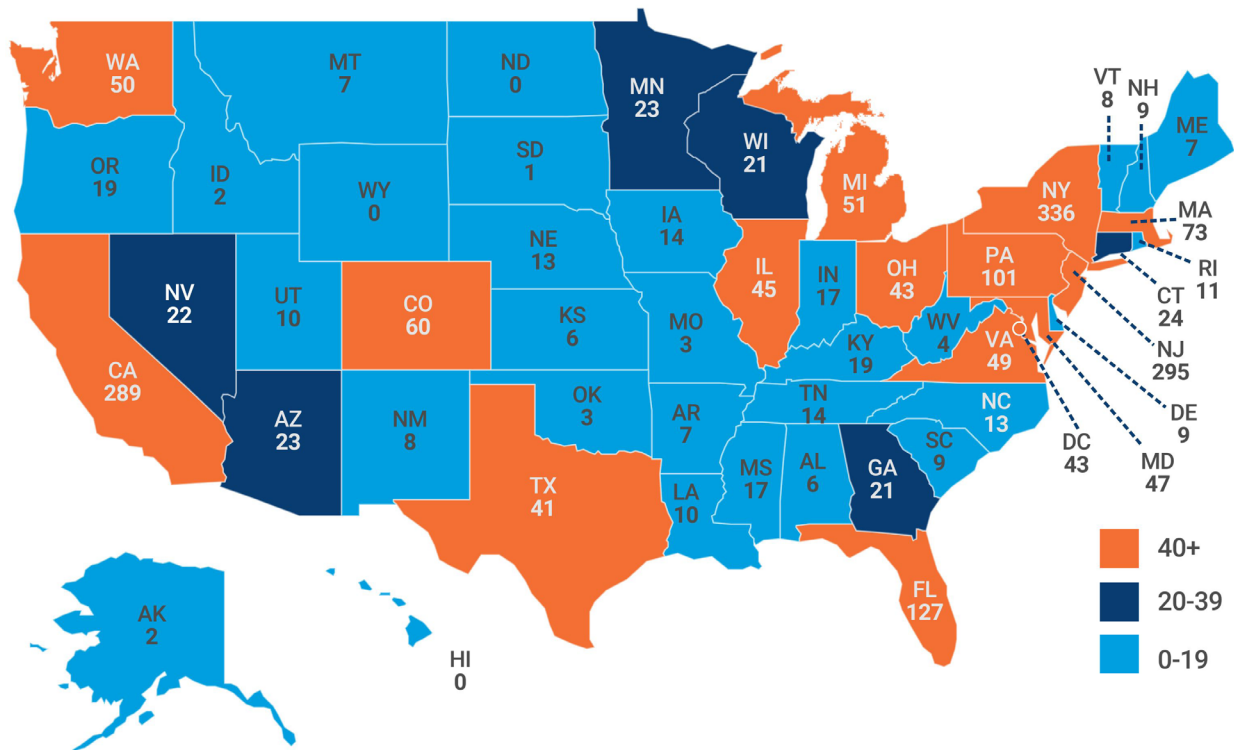 WA
50
MT
7
ND
0
MN
23
VT
8
NH
9
ME
7
OR
19
ID
2
WY
0
SD
1
WI
21
MI
51
NY
336
MA
73
RI
11
CT
24
NJ
295
DE
9
MD
47
DC
43
NV
22
UT
10
CO
60
NE
13
IA
14
IL
45
IN
17
OH
43
PA
101
CA
289
KS
6
MO
3
KY
19
WV
4
VA
49
AZ
23
NM
8
OK
3
AR
7
TN
14
NC
13
SC
9
TX
41
LA
10
MS
17
AL
6
GA
21
FL
127
AK
2
HI
0
40+
20-39
0-19